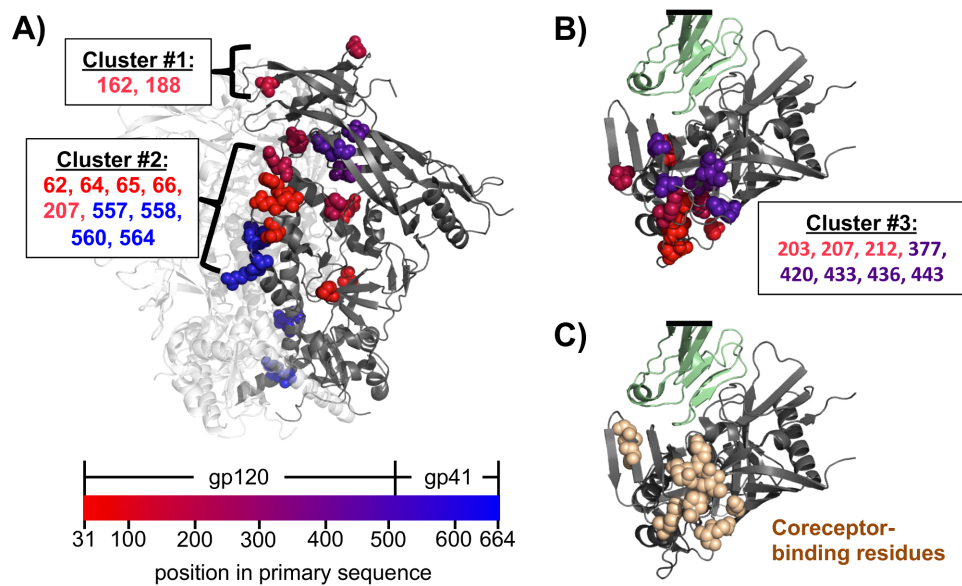 A)
Cluster #1:
162, 188
Cluster #2:
62, 64, 65, 66,
207, 557, 558,
560, 564
gp120
gp41
31 100 200 300 400 500 600 664
position in primary sequence
B)
Cluster #3:
203, 207, 212, 377,
420, 433, 436, 443
C)
Coreceptor-
binding residues